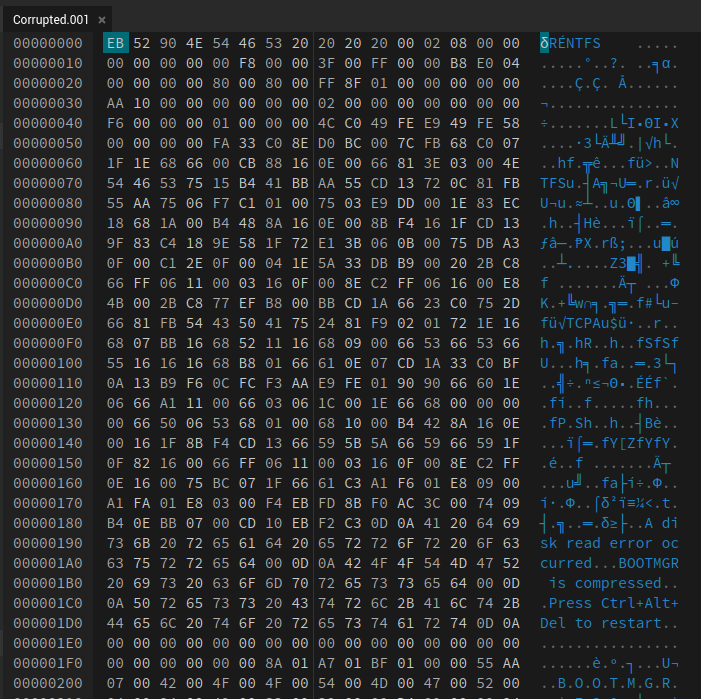 Corrupted.001 ×
00000000 EB 52 90 4E 54 46 53 20 20 20 20 00 02 08 00 00 δRÉNTFS .....
00000010 00 00 00 00 00 F8 00 00 3F 00 FF 00 00 B8 E0 04 .....°..?. ..╕α.
00000020 00 00 00 00 80 00 80 00 FF 8F 01 00 00 00 00 00 ....Ç.Ç. Å......
00000030 AA 10 00 00 00 00 00 00 02 00 00 00 00 00 00 00 ¬...............
00000040 F6 00 00 00 01 00 00 00 4C C0 49 FE E9 49 FE 58 ÷.......L└I▪ΘI▪X
00000050 00 00 00 00 FA 33 C0 8E D0 BC 00 7C FB 68 C0 07 ....·3└Ä╨╝.|√h└.
00000060 1F 1E 68 66 00 CB 88 16 0E 00 66 81 3E 03 00 4E ..hf.╦ê...fü>..N
00000070 54 46 53 75 15 B4 41 BB AA 55 CD 13 72 0C 81 FB TFSu.┤A╗¬U═.r.ü√
00000080 55 AA 75 06 F7 C1 01 00 75 03 E9 DD 00 1E 83 EC U¬u.≈┴..u.Θ▌..â∞
00000090 18 68 1A 00 B4 48 8A 16 0E 00 8B F4 16 1F CD 13 .h..┤Hè...ï⌠..═.
000000A0 9F 83 C4 18 9E 58 1F 72 E1 3B 06 0B 00 75 DB A3 ƒâ─.₧X.rß;...u█ú
000000B0 0F 00 C1 2E 0F 00 04 1E 5A 33 DB B9 00 20 2B C8 ..┴.....Z3█╣. +╚
000000C0 66 FF 06 11 00 03 16 0F 00 8E C2 FF 06 16 00 E8 f .......Ä┬ ...Φ
000000D0 4B 00 2B C8 77 EF B8 00 BB CD 1A 66 23 C0 75 2D K.+╚w∩╕.╗═.f#└u-
000000E0 66 81 FB 54 43 50 41 75 24 81 F9 02 01 72 1E 16 fü√TCPAu$ü∙..r..
000000F0 68 07 BB 16 68 52 11 16 68 09 00 66 53 66 53 66 h.╗.hR..h..fSfSf
00000100 55 16 16 16 68 B8 01 66 61 0E 07 CD 1A 33 C0 BF U...h╕.fa..═.3└┐
00000110 0A 13 B9 F6 0C FC F3 AA E9 FE 01 90 90 66 60 1E ..╣÷.ⁿ≤¬Θ▪.ÉÉf`.
00000120 06 66 A1 11 00 66 03 06 1C 00 1E 66 68 00 00 00 .fí..f.....fh...
00000130 00 66 50 06 53 68 01 00 68 10 00 B4 42 8A 16 0E .fP.Sh..h..┤Bè..
00000140 00 16 1F 8B F4 CD 13 66 59 5B 5A 66 59 66 59 1F ...ï⌠═.fY[ZfYfY.
00000150 0F 82 16 00 66 FF 06 11 00 03 16 0F 00 8E C2 FF .é..f .......Ä┬
00000160 0E 16 00 75 BC 07 1F 66 61 C3 A1 F6 01 E8 09 00 ...u╝..fa├í÷.Φ..
00000170 A1 FA 01 E8 03 00 F4 EB FD 8B F0 AC 3C 00 74 09 í·.Φ..⌠δ²ï≡¼<.t.
00000180 B4 0E BB 07 00 CD 10 EB F2 C3 0D 0A 41 20 64 69 ┤.╗..═.δ≥├..A di
00000190 73 6B 20 72 65 61 64 20 65 72 72 6F 72 20 6F 63 sk read error oc
000001A0 63 75 72 72 65 64 00 0D 0A 42 4F 4F 54 4D 47 52 curred...BOOTMGR
000001B0 20 69 73 20 63 6F 6D 70 72 65 73 73 65 64 00 0D is compressed..
000001C0 0A 50 72 65 73 73 20 43 74 72 6C 2B 41 6C 74 2B .Press Ctrl+Alt+
000001D0 44 65 6C 20 74 6F 20 72 65 73 74 61 72 74 0D 0A Del to restart..
000001E0 00 00 00 00 00 00 00 00 00 00 00 00 00 00 00 00 ................
000001F0 00 00 00 00 00 00 8A 01 A7 01 BF 01 00 00 55 AA ......è.º.┐...U¬
00000200 07 00 42 00 4F 00 4F 00 54 00 4D 00 47 00 52 00 ..B.O.O.T.M.G.R.